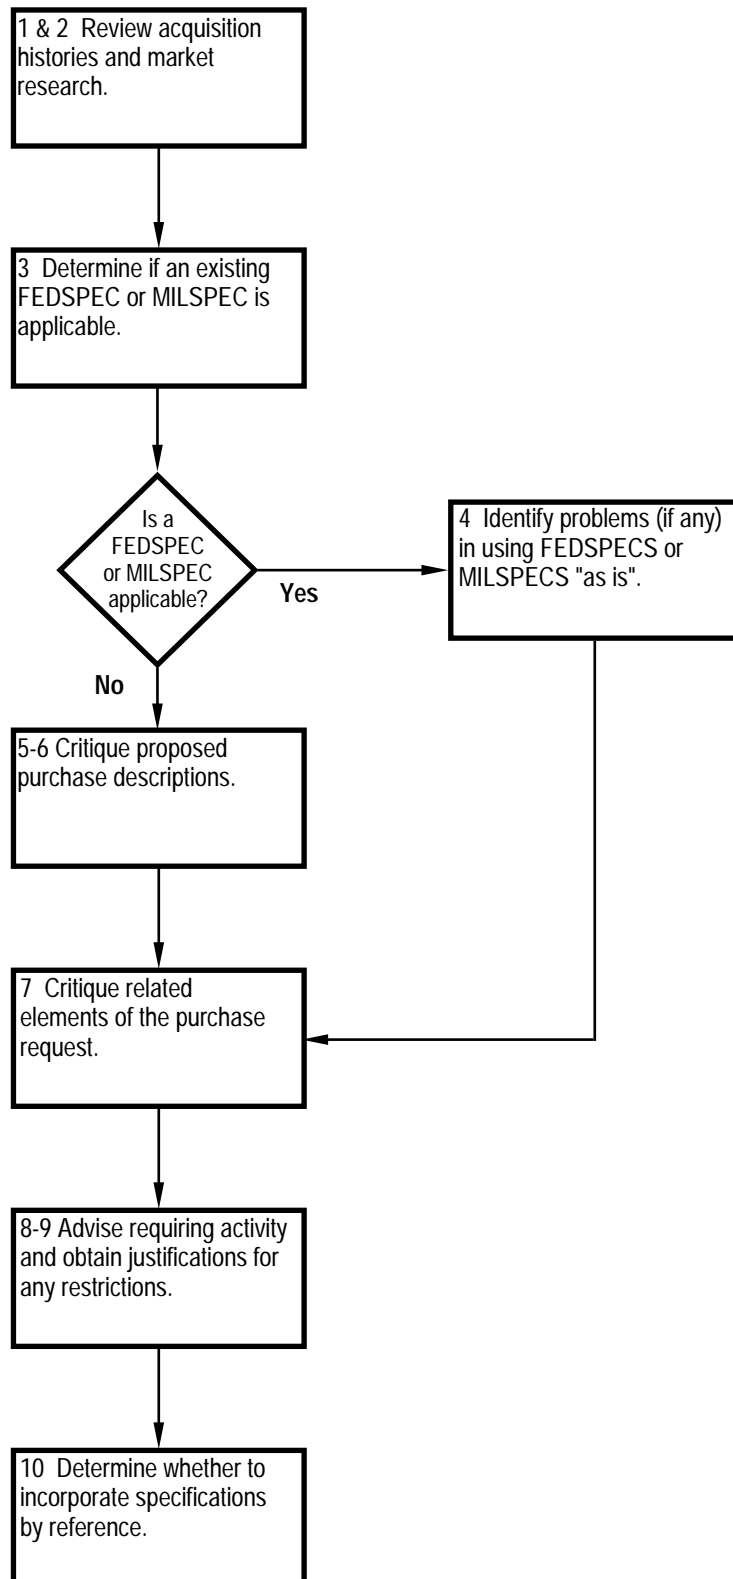 1 & 2 Review acquisition
histories and market
research.
3 Determine if an existing
FEDSPEC or MILSPEC is
applicable.
Is a
FEDSPEC
or MILSPEC
applicable?
Yes
4 Identify problems (if any)
in using FEDSPECS or
MILSPECS "as is".
No
5-6 Critique proposed
purchase descriptions.
7 Critique related
elements of the purchase
request.
8-9 Advise requiring activity
and obtain justifications for
any restrictions.
10 Determine whether to
incorporate specifications
by reference.